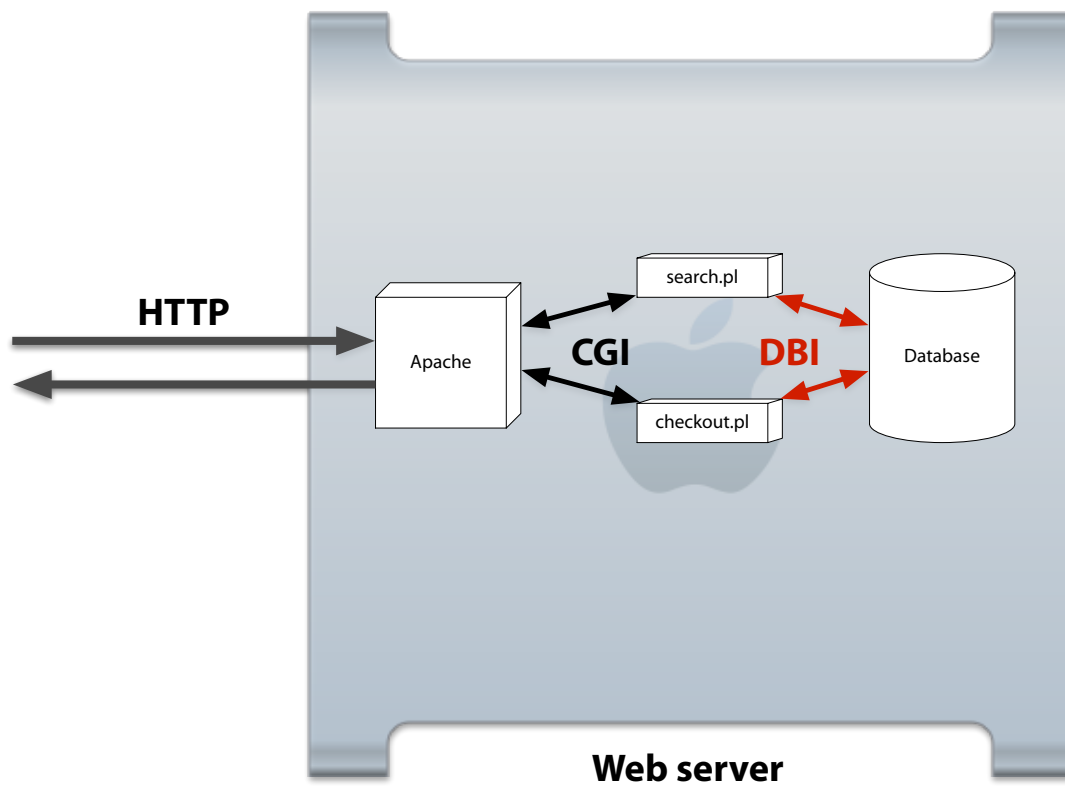 HTTP
Apache
search.pl
CGI
DBI
checkout.pl
Database
Web server